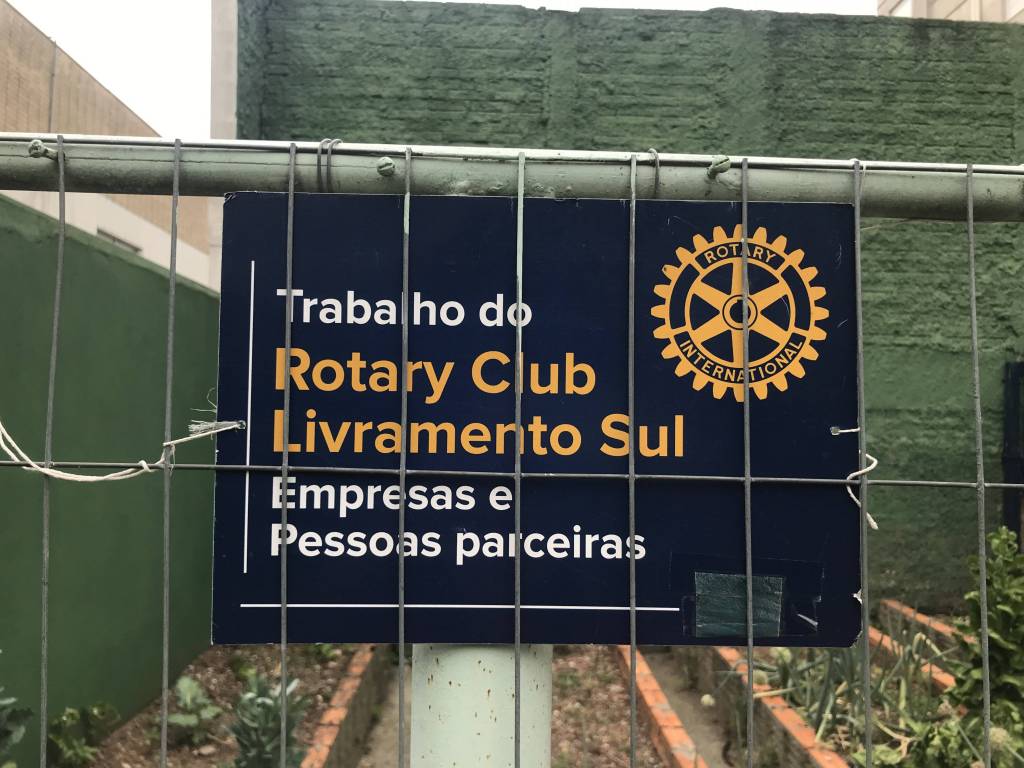 Trabalho do
Rotary Club
Livramento Sul
Empresas e
Pessoas parceiras
ROTARY
INTERNATIONAL